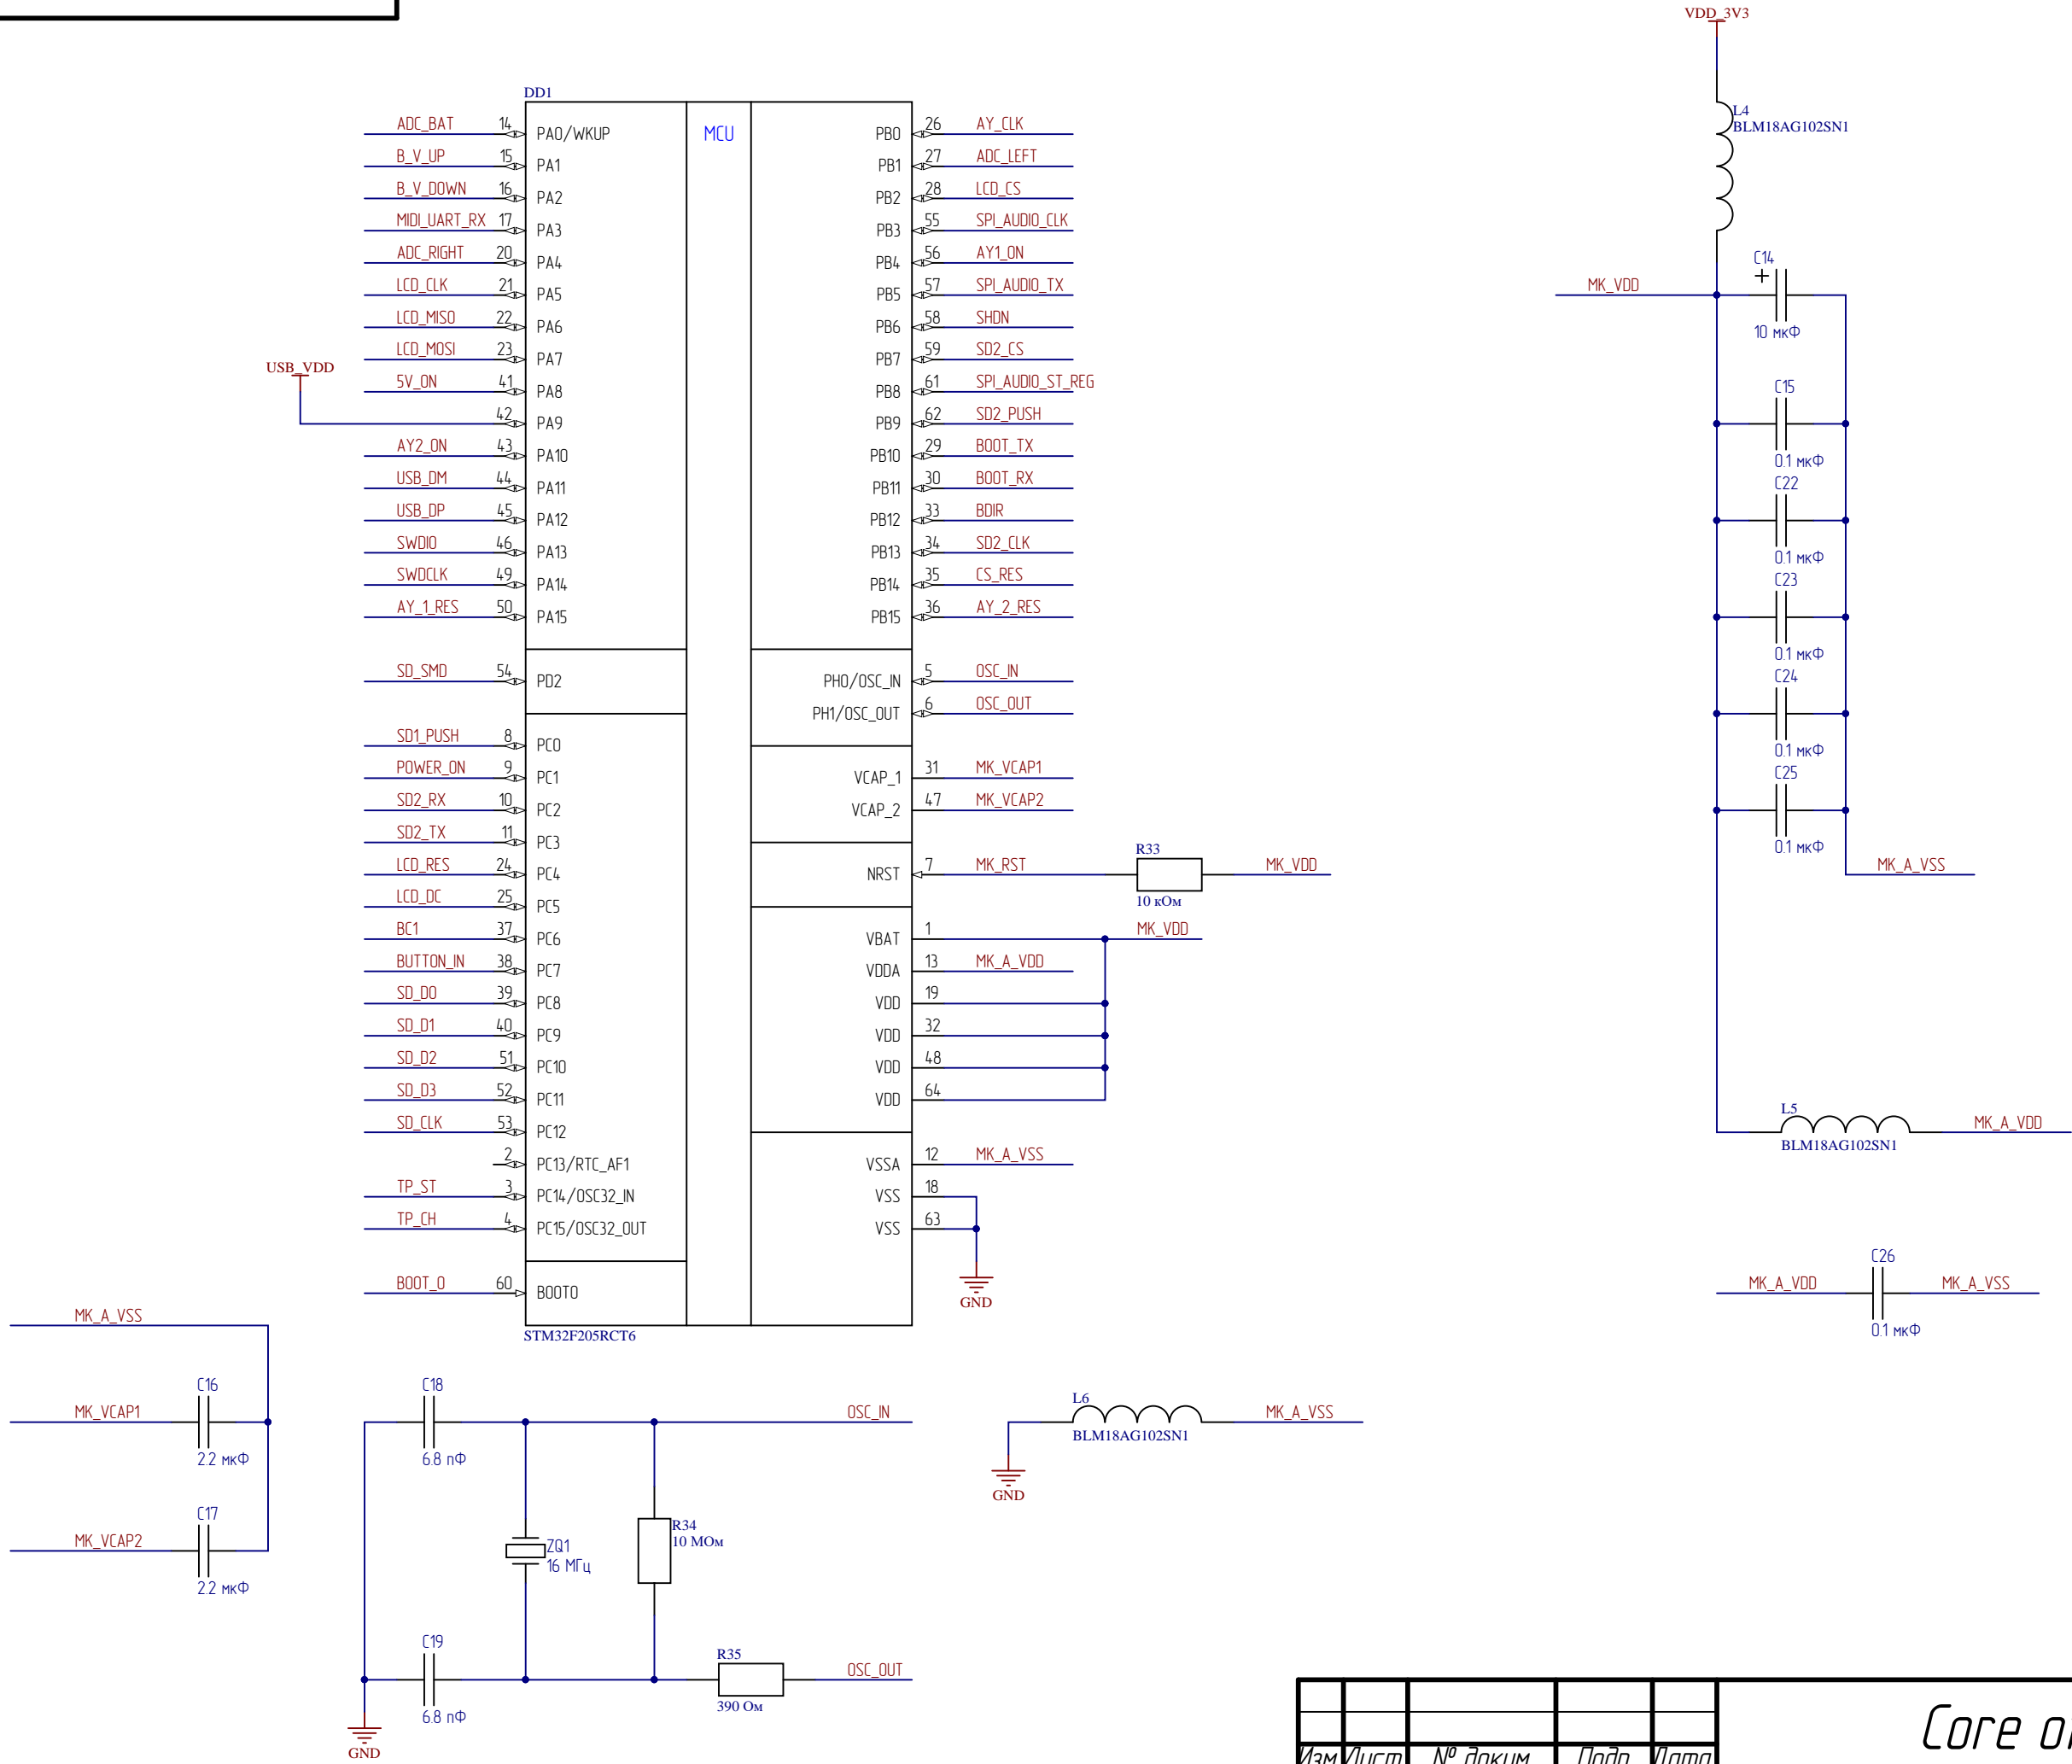 VDD_3V3
L4
BLM18AG102SN1
DD1
MCU
ADC_BAT 14 PA0/WKUP
B_V_UP 15 PA1
B_V_DOWN 16 PA2
MIDI_UART_RX 17 PA3
ADC_RIGHT 20 PA4
LCD_CLK 21 PA5
LCD_MISO 22 PA6
LCD_MOSI 23 PA7
USB_VDD
5V_ON 41 PA8
42 PA9
AY2_ON 43 PA10
USB_DM 44 PA11
USB_DP 45 PA12
SWDIO 46 PA13
SWDCLK 49 PA14
AY_1_RES 50 PA15
SD_SMD 54 PD2
SD1_PUSH 8 PC0
POWER_ON 9 PC1
SD2_RX 10 PC2
SD2_TX 11 PC3
LCD_RES 24 PC4
LCD_DC 25 PC5
BC1 37 PC6
BUTTON_IN 38 PC7
SD_D0 39 PC8
SD_D1 40 PC9
SD_D2 51 PC10
SD_D3 52 PC11
SD_CLK 53 PC12
2 PC13/RTC_AF1
TP_ST 3 PC14/OSC32_IN
TP_CH 4 PC15/OSC32_OUT
BOOT_0 60 BOOT0
STM32F205RCT6
PB0 26 AY_CLK
PB1 27 ADC_LEFT
PB2 28 LCD_CS
PB3 55 SPI_AUDIO_CLK
PB4 56 AY1_ON
PB5 57 SPI_AUDIO_TX
PB6 58 SHDN
PB7 59 SD2_CS
PB8 61 SPI_AUDIO_ST_REG
PB9 62 SD2_PUSH
PB10 29 BOOT_TX
PB11 30 BOOT_RX
PB12 33 BDIR
PB13 34 SD2_CLK
PB14 35 CS_RES
PB15 36 AY_2_RES
PH0/OSC_IN 5 OSC_IN
PH1/OSC_OUT 6 OSC_OUT
VCAP_1 31 MK_VCAP1
VCAP_2 47 MK_VCAP2
NRST 7 MK_RST
R33
10 кОм
MK_VDD
VBAT 1 MK_VDD
VDDA 13 MK_A_VDD
VDD 19
VDD 32
VDD 48
VDD 64
VSSA 12 MK_A_VSS
VSS 18
VSS 63
GND
MK_VDD
C14
+
10 мкФ
C15
0.1 мкФ
C22
0.1 мкФ
C23
0.1 мкФ
C24
0.1 мкФ
C25
0.1 мкФ
MK_A_VSS
L5
BLM18AG102SN1
MK_A_VDD
C26
MK_A_VDD MK_A_VSS
0.1 мкФ
MK_A_VSS
C16
MK_VCAP1
2.2 мкФ
C17
MK_VCAP2
2.2 мкФ
C18
6.8 пФ
OSC_IN
ZQ1
16 МГц
R34
10 МОм
C19
6.8 пФ
R35
390 Ом
OSC_OUT
GND
L6
BLM18AG102SN1
MK_A_VSS
GND
Core
Изм Лист № докум. Подп. Дата